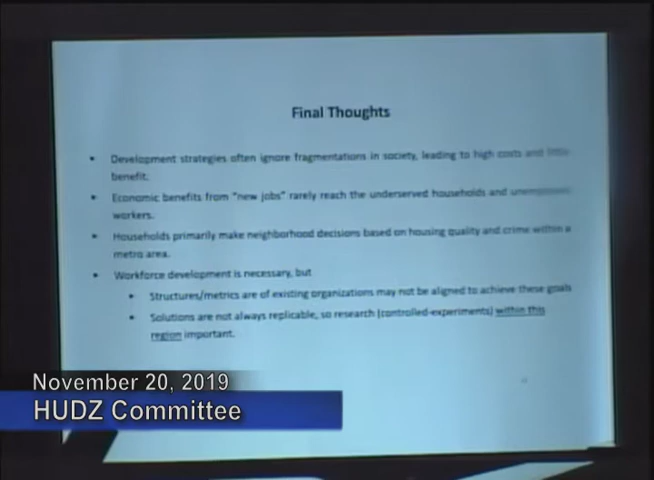 Final Thoughts
• Development strategies often ignore fragmentations in society, leading to high costs and little
benefit.
• Economic benefits from "new jobs" rarely reach the underserved households and unemployed
workers.
• Households primarily make neighborhood decisions based on housing quality and crime within a
metro area.
• Workforce development is necessary, but
• Structures/metrics are of existing organizations may not be aligned to achieve these goals
• Solutions are not always replicable, so research (controlled-experiments) within this
region important.
November 20, 2019
HUDZ Committee